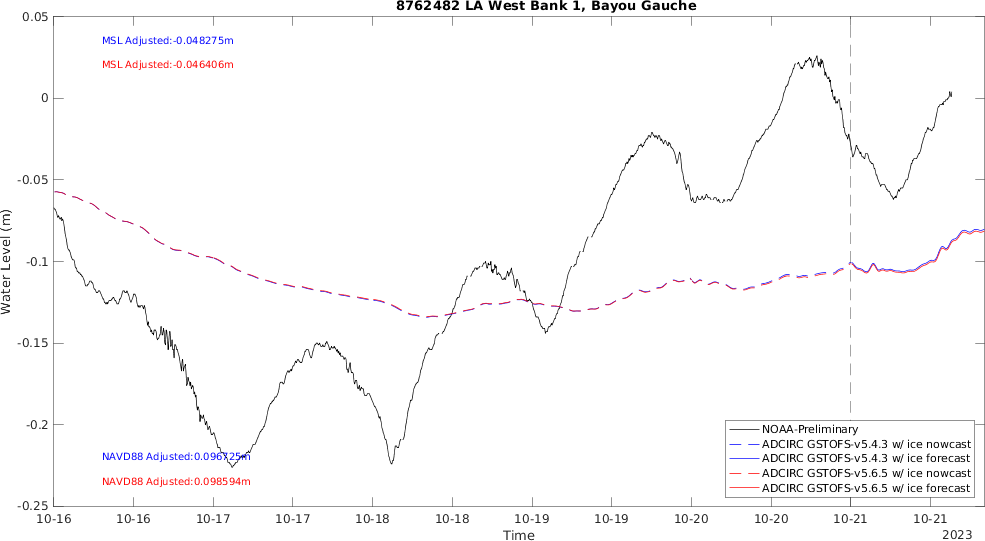 8762482 LA West Bank 1, Bayou Gauche
0.05
0
-0.05
-0.1
-0.15
-0.2
-0.25
Water Level (m)
MSL Adjusted:-0.048275m
MSL Adjusted:-0.046406m
NAVD88 Adjusted:0.096725m
NAVD88 Adjusted:0.098594m
NOAA-Preliminary
ADCIRC GSTOFS-v5.4.3 w/ ice nowcast
ADCIRC GSTOFS-v5.4.3 w/ ice forecast
ADCIRC GSTOFS-v5.6.5 w/ ice nowcast
ADCIRC GSTOFS-v5.6.5 w/ ice forecast
10-16 10-16 10-17 10-17 10-18 10-18 10-19 10-19 10-20 10-20 10-21 10-21
Time
2023